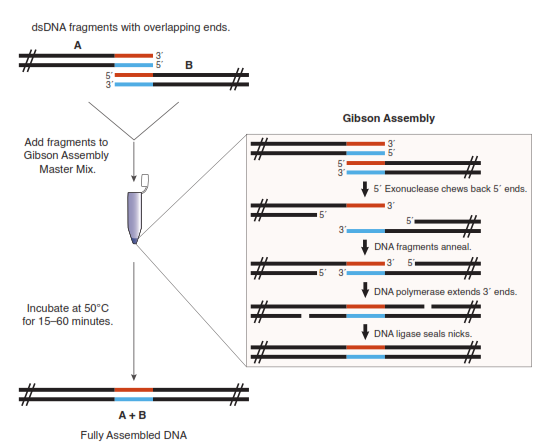 dsDNA fragments with overlapping ends.
A
3´
5´
B
5´
3´
Add fragments to
Gibson Assembly
Master Mix.
Incubate at 50°C
for 15–60 minutes.
A + B
Fully Assembled DNA
Gibson Assembly
3´
5´
5´
3´
5´ Exonuclease chews back 5´ ends.
3´
5´
5´
3´
DNA fragments anneal.
3´ 5´
5´ 3´
DNA polymerase extends 3´ ends.
DNA ligase seals nicks.